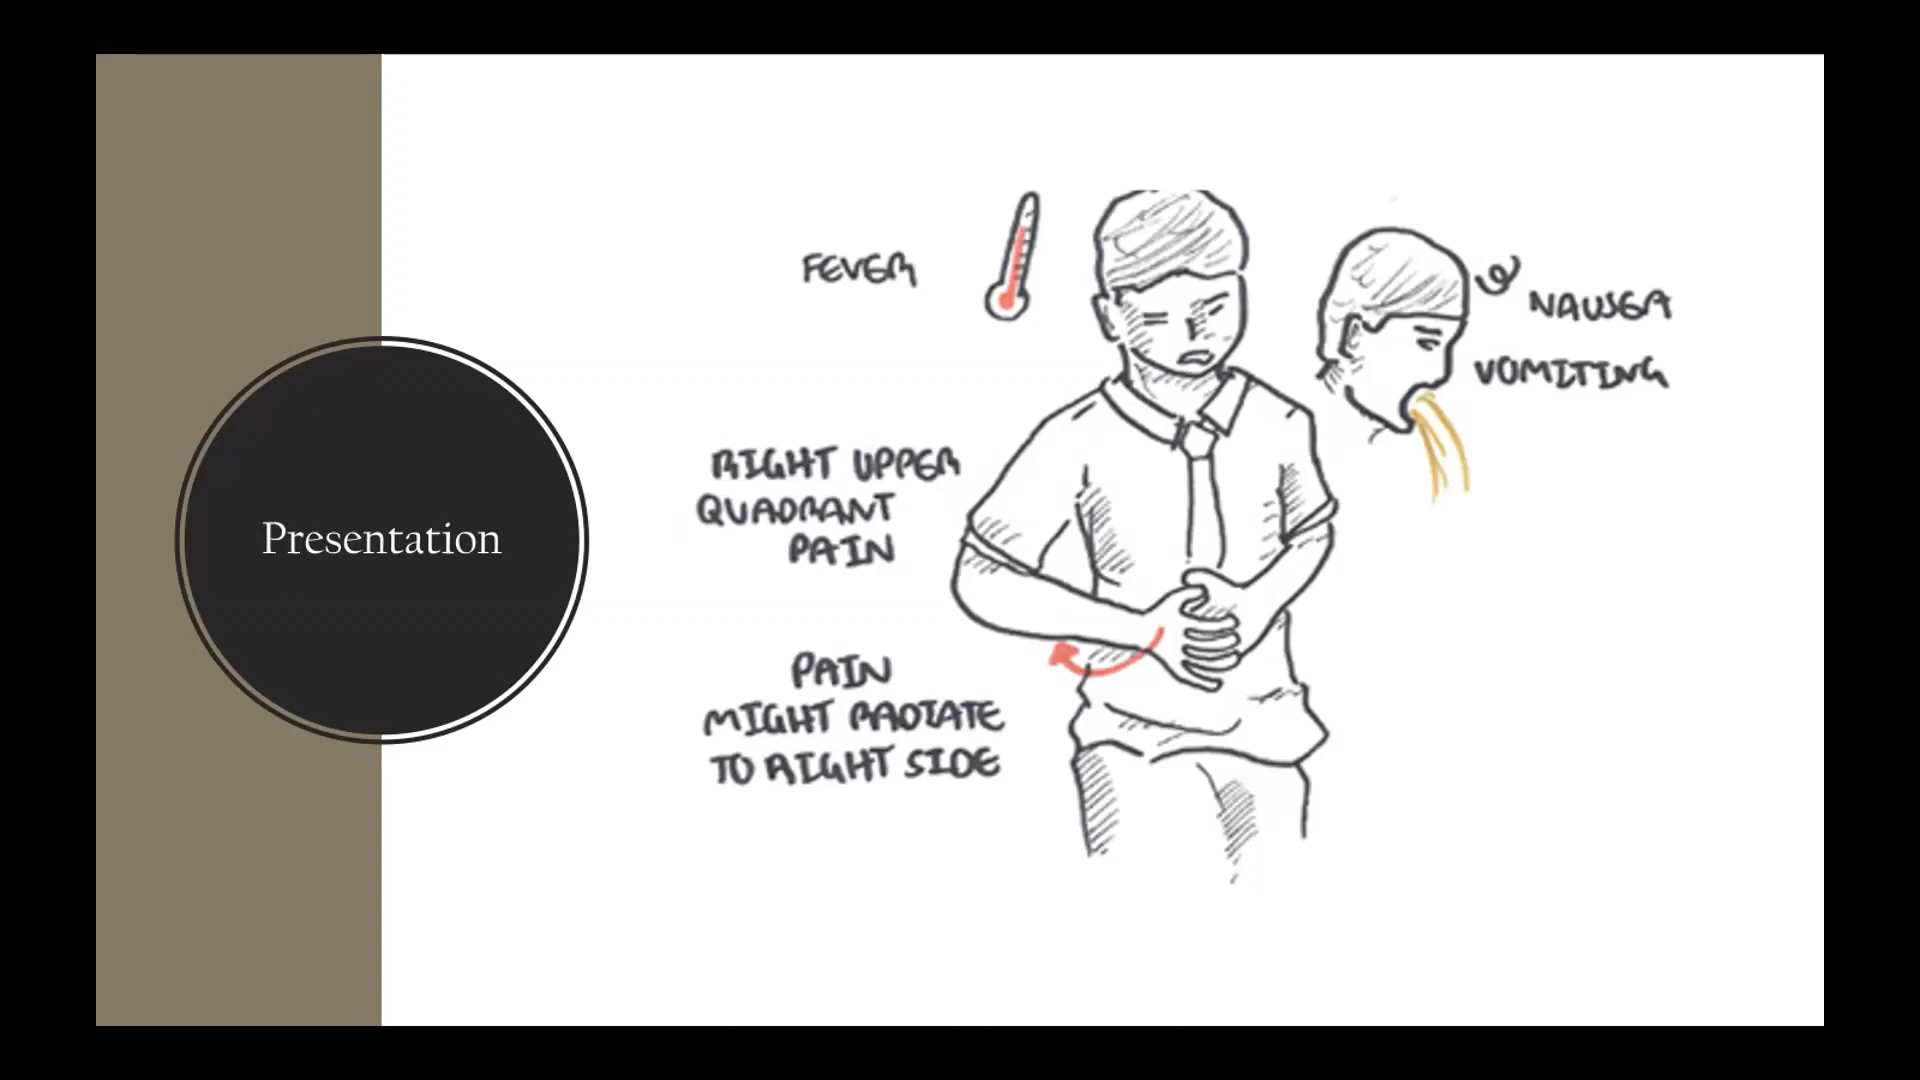 Presentation
FEVER
NAUSEA
VOMITING
RIGHT UPPER
QUADRANT
PAIN
PAIN
MIGHT RADIATE
TO RIGHT SIDE